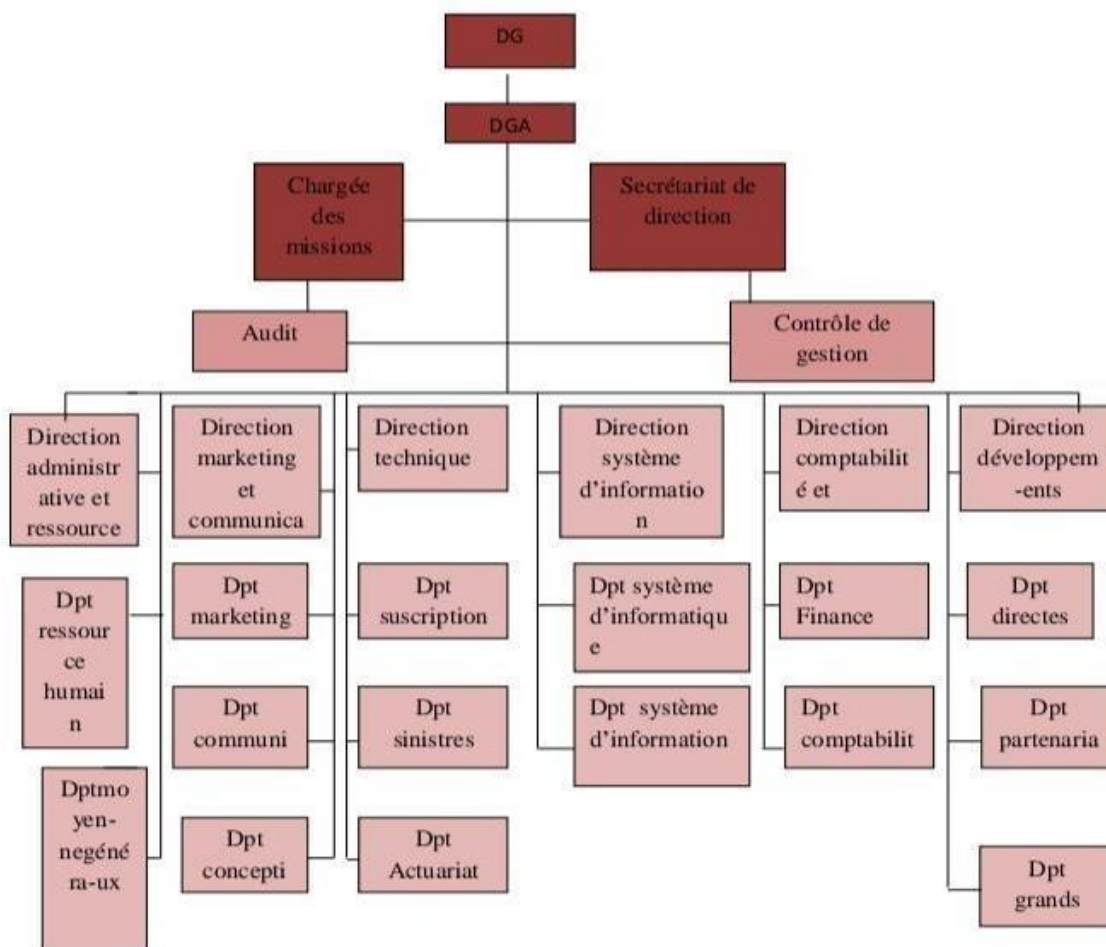 DG
DGA
Chargée
des
missions
Secrétariat de
direction
Audit
Contrôle de
gestion
Direction
administr
ative et
ressource
Direction
marketing
et
communica
Direction
technique
Direction
système
d'informatio
n
Direction
comptabilit
é et
Direction
développem
-ents
Dpt
ressour
ce
humai
n
Dpt
marketing
Dpt
suscription
Dpt système
d'informatiqu
e
Dpt
Finance
Dpt
directes
Dpt
communi
Dpt
sinistres
Dpt système
d'information
Dpt
comptabilit
Dpt
partenaria
Dptmo
yen-
negéné
ra-ux
Dpt
concepti
Dpt
Actuariat
Dpt
grands